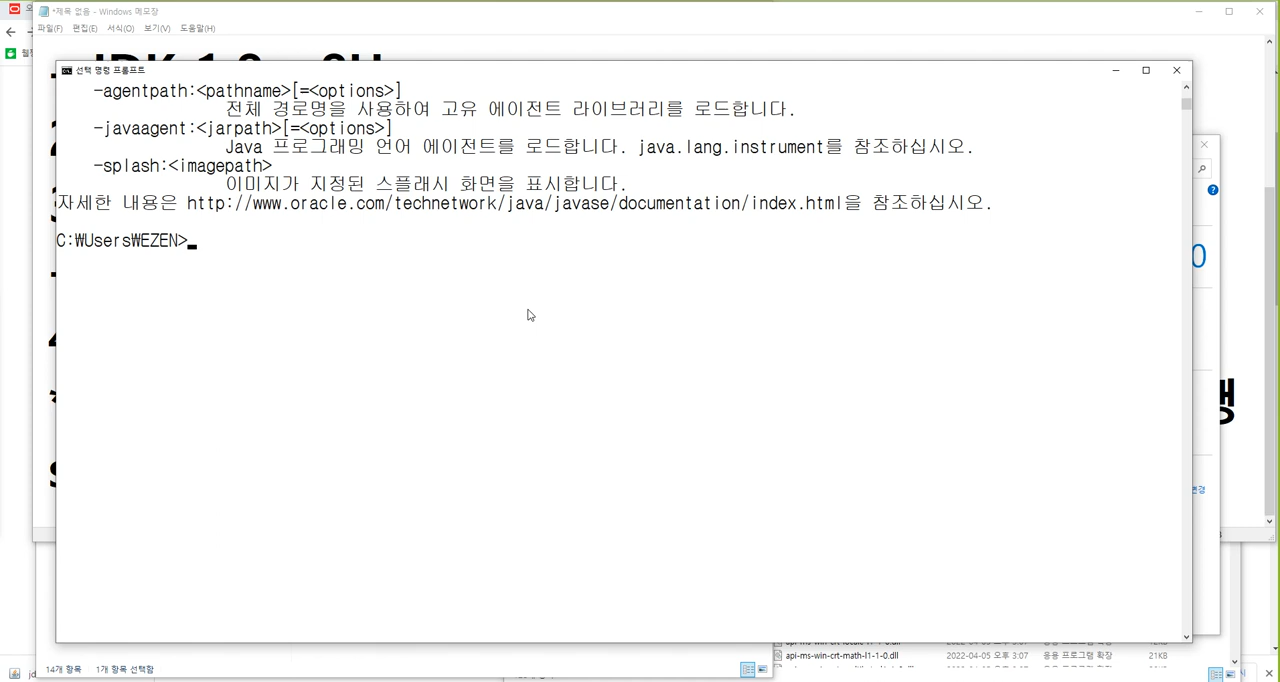 *제목 없음 - Windows 메모장
파일(F) 편집(E) 서식(O) 보기(V) 도움말(H)
선택 명령 프롬프트
-agentpath:<pathname>[=<options>]
전체 경로명을 사용하여 고유 에이전트 라이브러리를 로드합니다.
-javaagent:<jarpath>[=<options>]
Java 프로그래밍 언어 에이전트를 로드합니다. java.lang.instrument를 참조하십시오.
-splash:<imagepath>
이미지가 지정된 스플래시 화면을 표시합니다.
자세한 내용은 http://www.oracle.com/technetwork/java/javase/documentation/index.html을 참조하십시오.
C:₩Users₩EZEN>
변경
api-ms-win-crt-math-l1-1-0.dll 2022-04-05 오후 3:07 응용 프로그램 확장 21KB
14개 항목 1개 항목 선택함